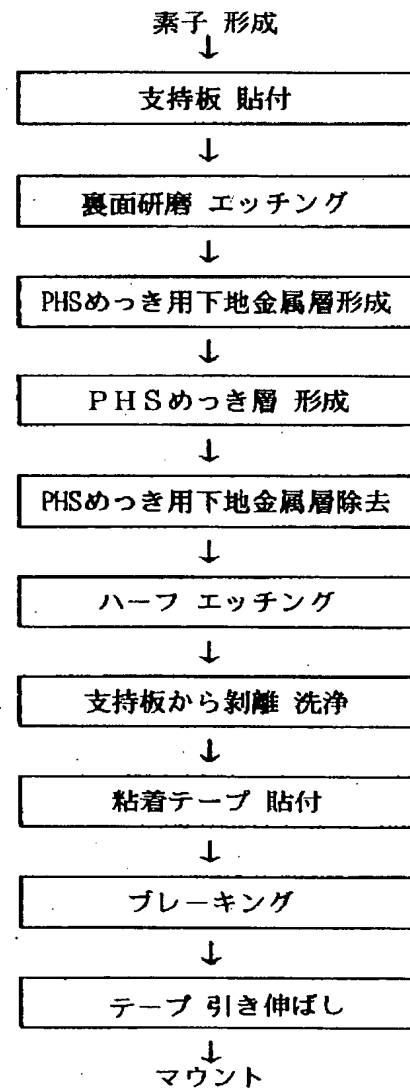 素子 形成
↓
支持板 貼付
↓
裏面研磨 エッチング
↓
PHSめっき用下地金属層形成
↓
PHSめっき層 形成
↓
PHSめっき用下地金属層除去
↓
ハーフ エッチング
↓
支持板から剝離 洗浄
↓
粘着テープ 貼付
↓
ブレーキング
↓
テープ 引き伸ばし
↓
マウント